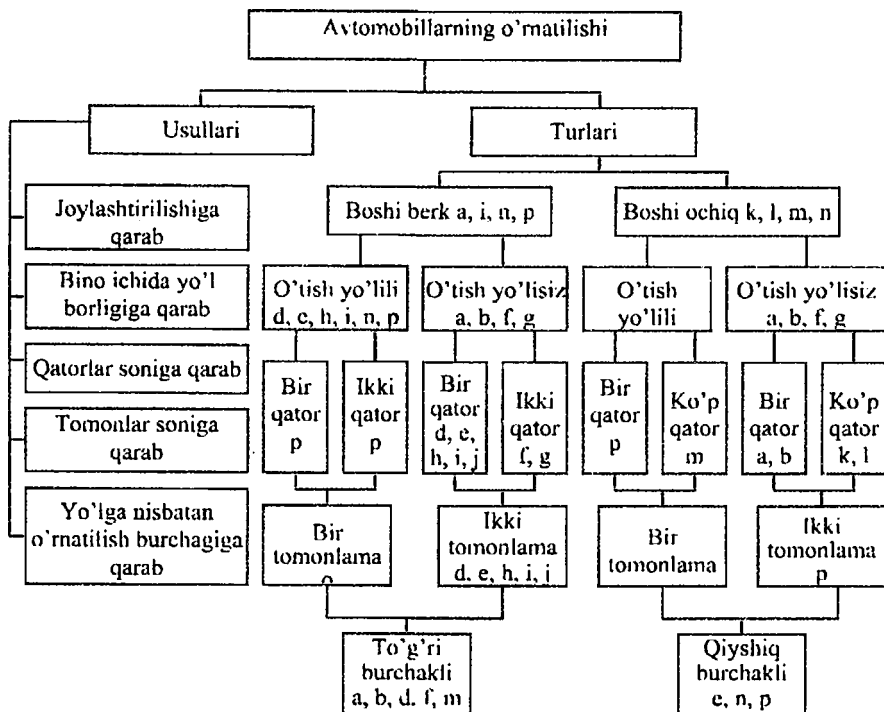 Avtomobillarning o'rnatilishi
Usullari
Turlari
Joylashtirilishiga
qarab
Bino ichida yo'l
borligiga qarab
Qatorlar soniga qarab
Tomonlar soniga
qarab
Yo'lga nisbatan
o'rnatilish burchagiga
qarab
Boshi berk a, i, n, p
Boshi ochiq k, l, m, n
O'tish yo'lili
d, e, h, i, n, p
O'tish yo'lisiz
a, b, f, g
O'tish
yo'lili
O'tish yo'lisiz
a, b, f, g
Bir
qator
p
Ikki
qator
p
Bir
qator
d, e,
h, i, j
Ikki
qator
f, g
Bir
qator
p
Ko'p
qator
m
Bir
qator
a, b
Ko'p
qator
k, l
Bir
tomonlama
Ikki
tomonlama
d, e, h, i, j
Bir
tomonlama
Ikki
tomonlama
p
To'g'ri
burchakli
a, b, d. f, m
Qiyshiq
burchakli
e, n, p